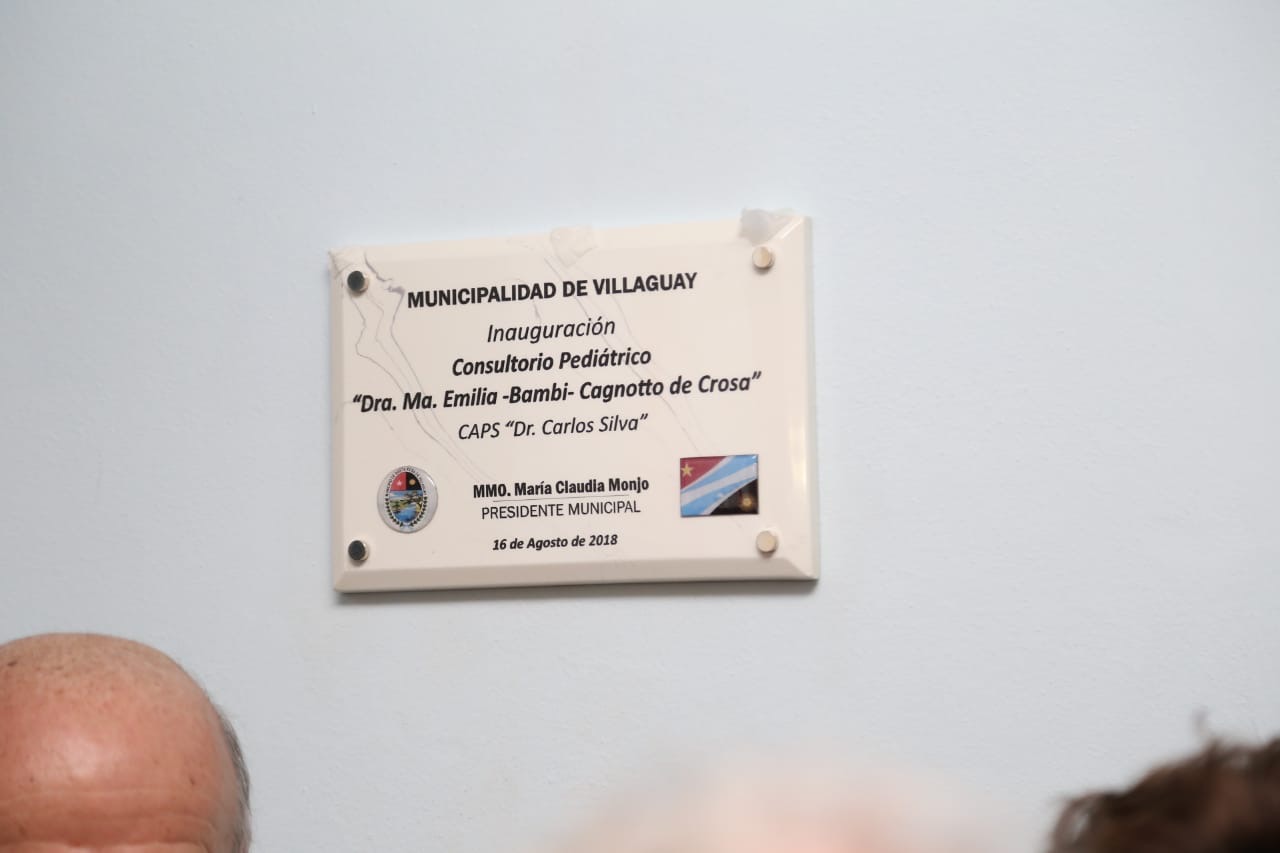 MUNICIPALIDAD DE VILLAGUAY
Inauguración
Consultorio Pediátrico
“Dra. Ma. Emilia -Bambi- Cagnotto de Crosa”
CAPS “Dr. Carlos Silva”
MMO. María Claudia Monjo
PRESIDENTE MUNICIPAL
16 de Agosto de 2018